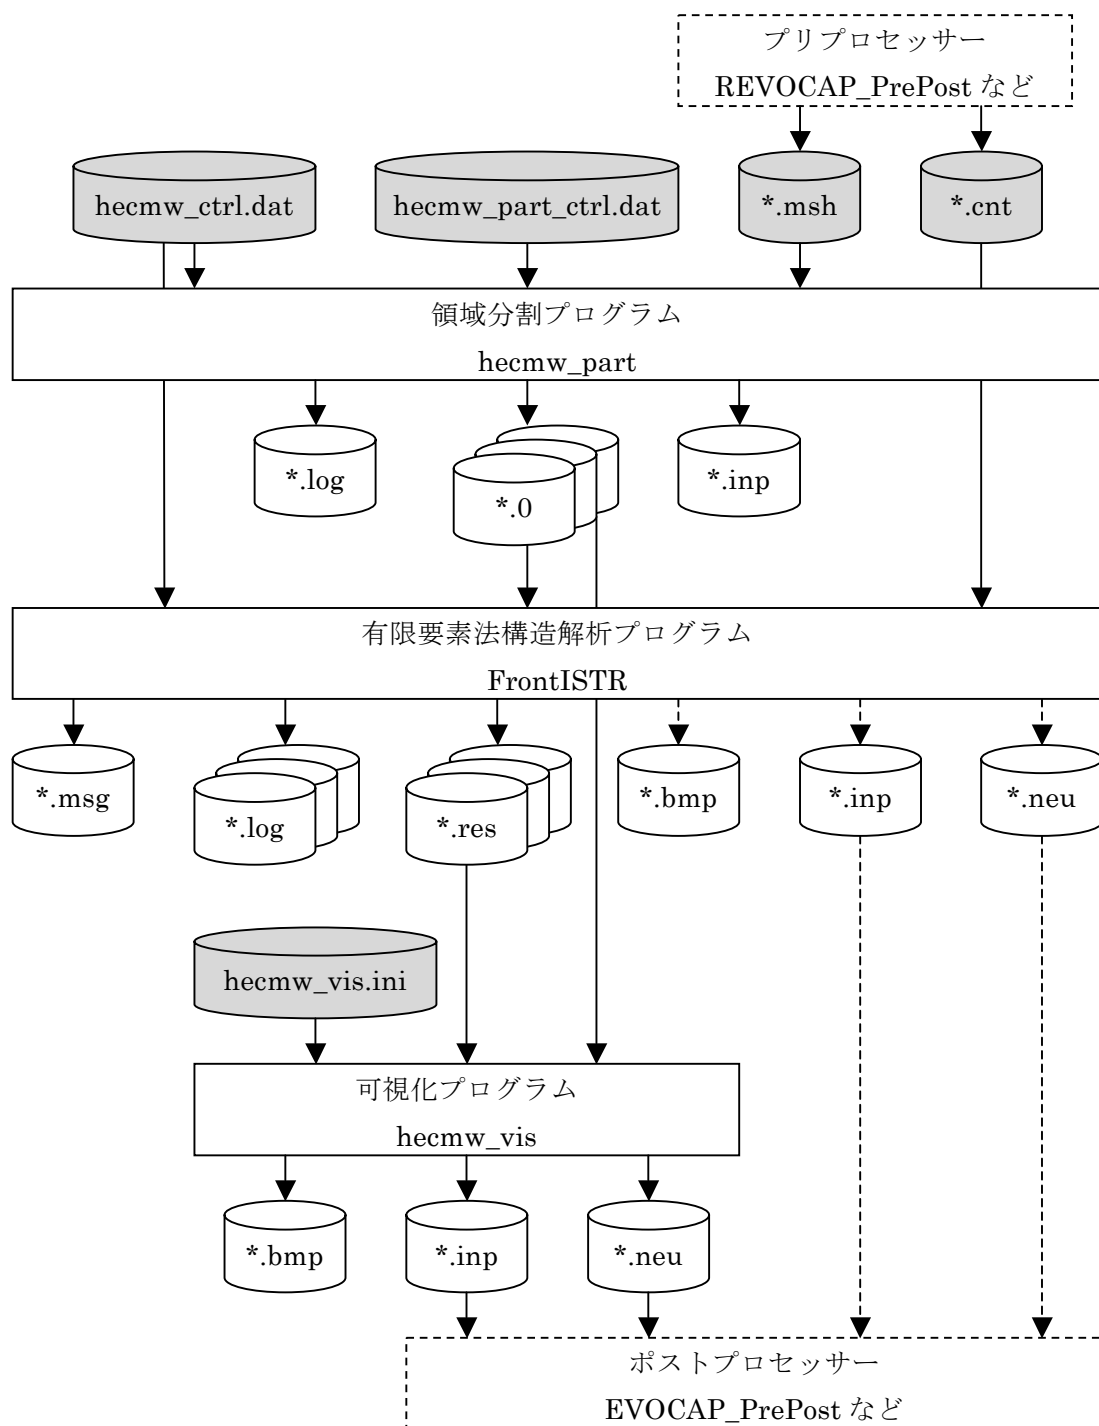 プリプロセッサー
REVOCAP_PrePost など
hecmw_ctrl.dat
hecmw_part_ctrl.dat
*.msh
*.cnt
領域分割プログラム
hecmw_part
*.log
*.0
*.inp
有限要素法構造解析プログラム
FrontISTR
*.msg
*.log
*.res
*.bmp
*.inp
*.neu
hecmw_vis.ini
可視化プログラム
hecmw_vis
*.bmp
*.inp
*.neu
ポストプロセッサー
EVOCAP_PrePost など